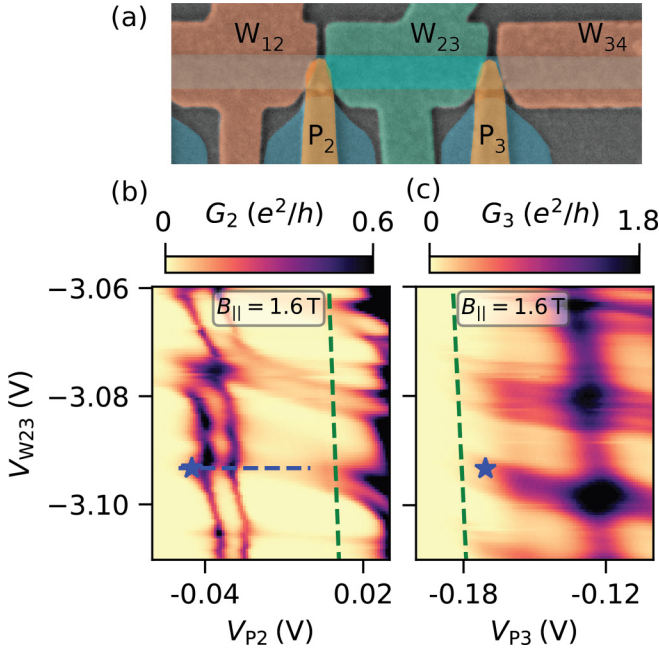 (a)
W12 W23 W34
P2 P3
(b) (c)
0 G2 (e²/h) 0.6 0 G3 (e²/h) 1.8
−3.06
B|| = 1.6 T B|| = 1.6 T
−3.08
−3.10
VW23 (V)
-0.04 0.02 -0.18 -0.12
VP2 (V) VP3 (V)